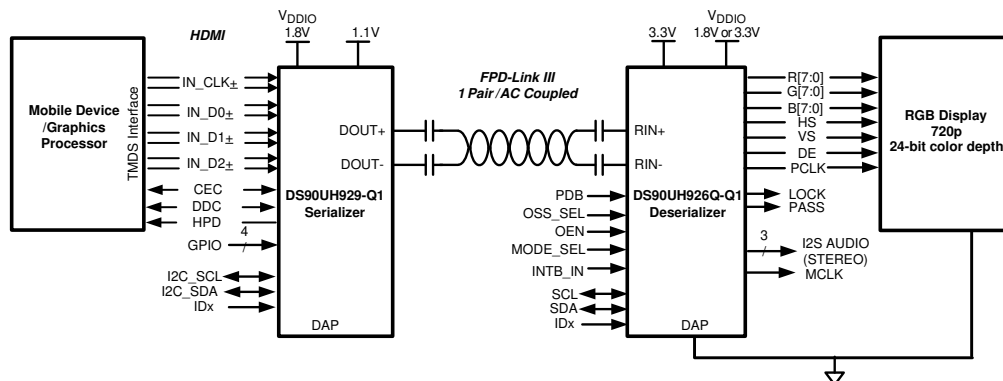 HDMI
VDDIO
1.8V
1.1V
Mobile Device
/Graphics
Processor
TMDS Interface
IN_CLK±
IN_D0±
IN_D1±
IN_D2±
CEC
DDC
HPD
GPIO
4
I2C_SCL
I2C_SDA
IDx
DOUT+
DOUT-
DS90UH929-Q1
Serializer
DAP
FPD-Link III
1 Pair/AC Coupled
3.3V
VDDIO
1.8V or 3.3V
RIN+
RIN-
DS90UH926Q-Q1
Deserializer
DAP
PDB
OSS_SEL
OEN
MODE_SEL
INTB_IN
SCL
SDA
IDx
R[7:0]
G[7:0]
B[7:0]
HS
VS
DE
PCLK
LOCK
PASS
3
I2S AUDIO
(STEREO)
MCLK
RGB Display
720p
24-bit color depth